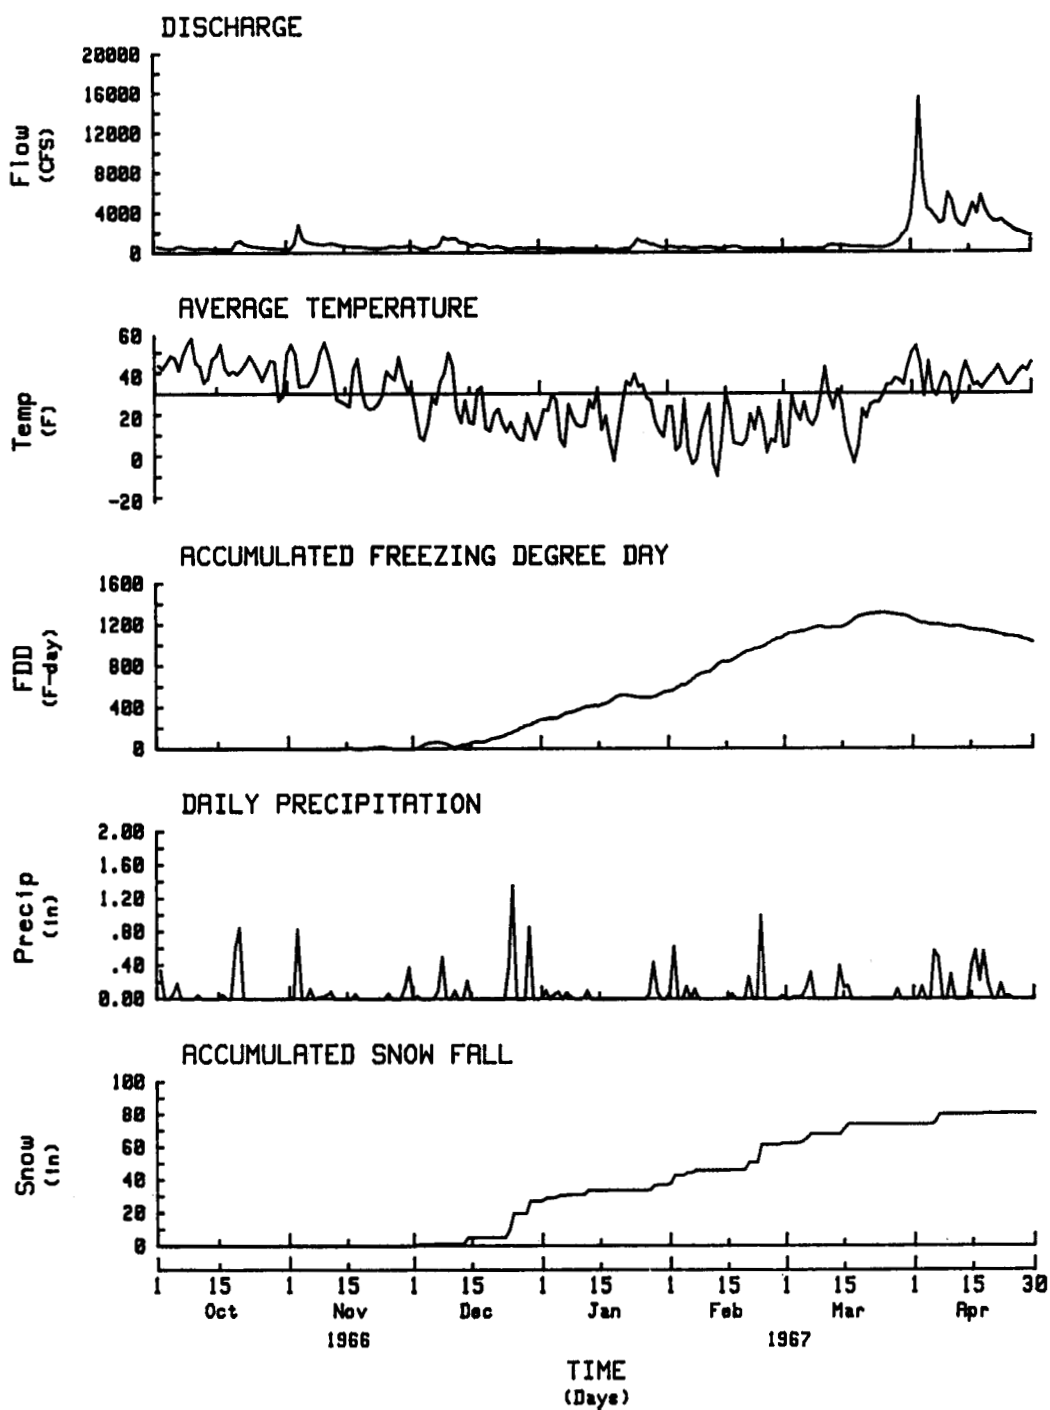 DISCHARGE
20000
16000
12000
8000
4000
0
Flow
(CFS)
AVERAGE TEMPERATURE
60
40
20
0
-20
Temp
(F)
ACCUMULATED FREEZING DEGREE DAY
1600
1200
800
400
0
FDD
(F-day)
DAILY PRECIPITATION
2.00
1.60
1.20
.80
.40
0.00
Precip
(in)
ACCUMULATED SNOW FALL
100
80
60
40
20
0
Snow
(in)
1 15 1 15 1 15 1 15 1 15 1 15 1 15 30
Oct Nov Dec Jan Feb Mar Apr
1966 1967
TIME
(Days)